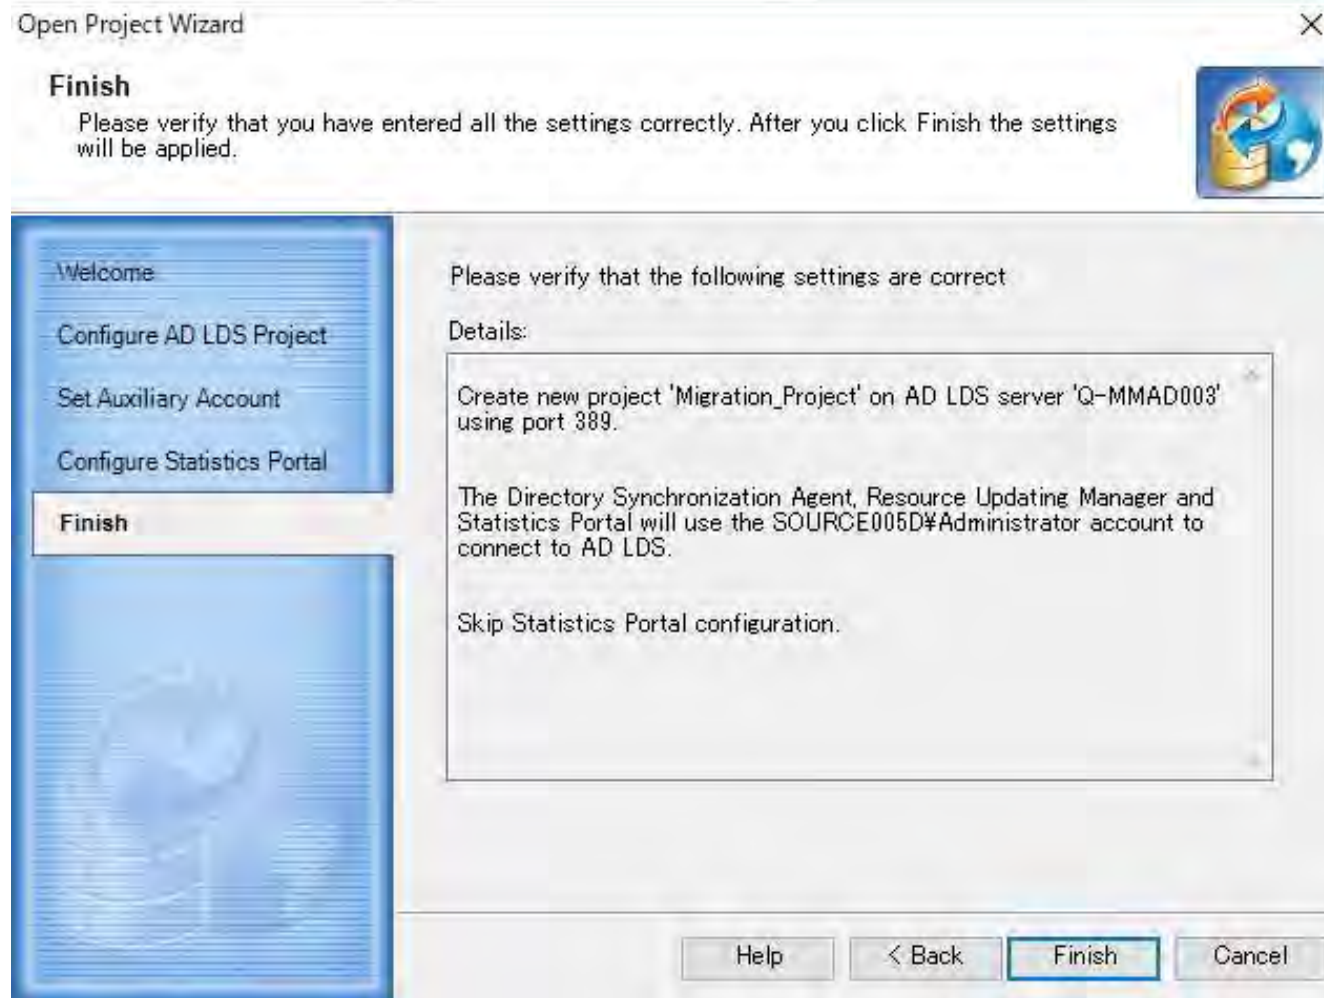 Open Project Wizard
Finish
Please verify that you have entered all the settings correctly. After you click Finish the settings
will be applied.
Welcome
Configure AD LDS Project
Set Auxiliary Account
Configure Statistics Portal
Finish
Please verify that the following settings are correct
Details:
Create new project 'Migration_Project' on AD LDS server 'Q-MMAD003'
using port 389.
The Directory Synchronization Agent, Resource Updating Manager and
Statistics Portal will use the SOURCE005D¥Administrator account to
connect to AD LDS.
Skip Statistics Portal configuration.
Help
< Back
Finish
Cancel